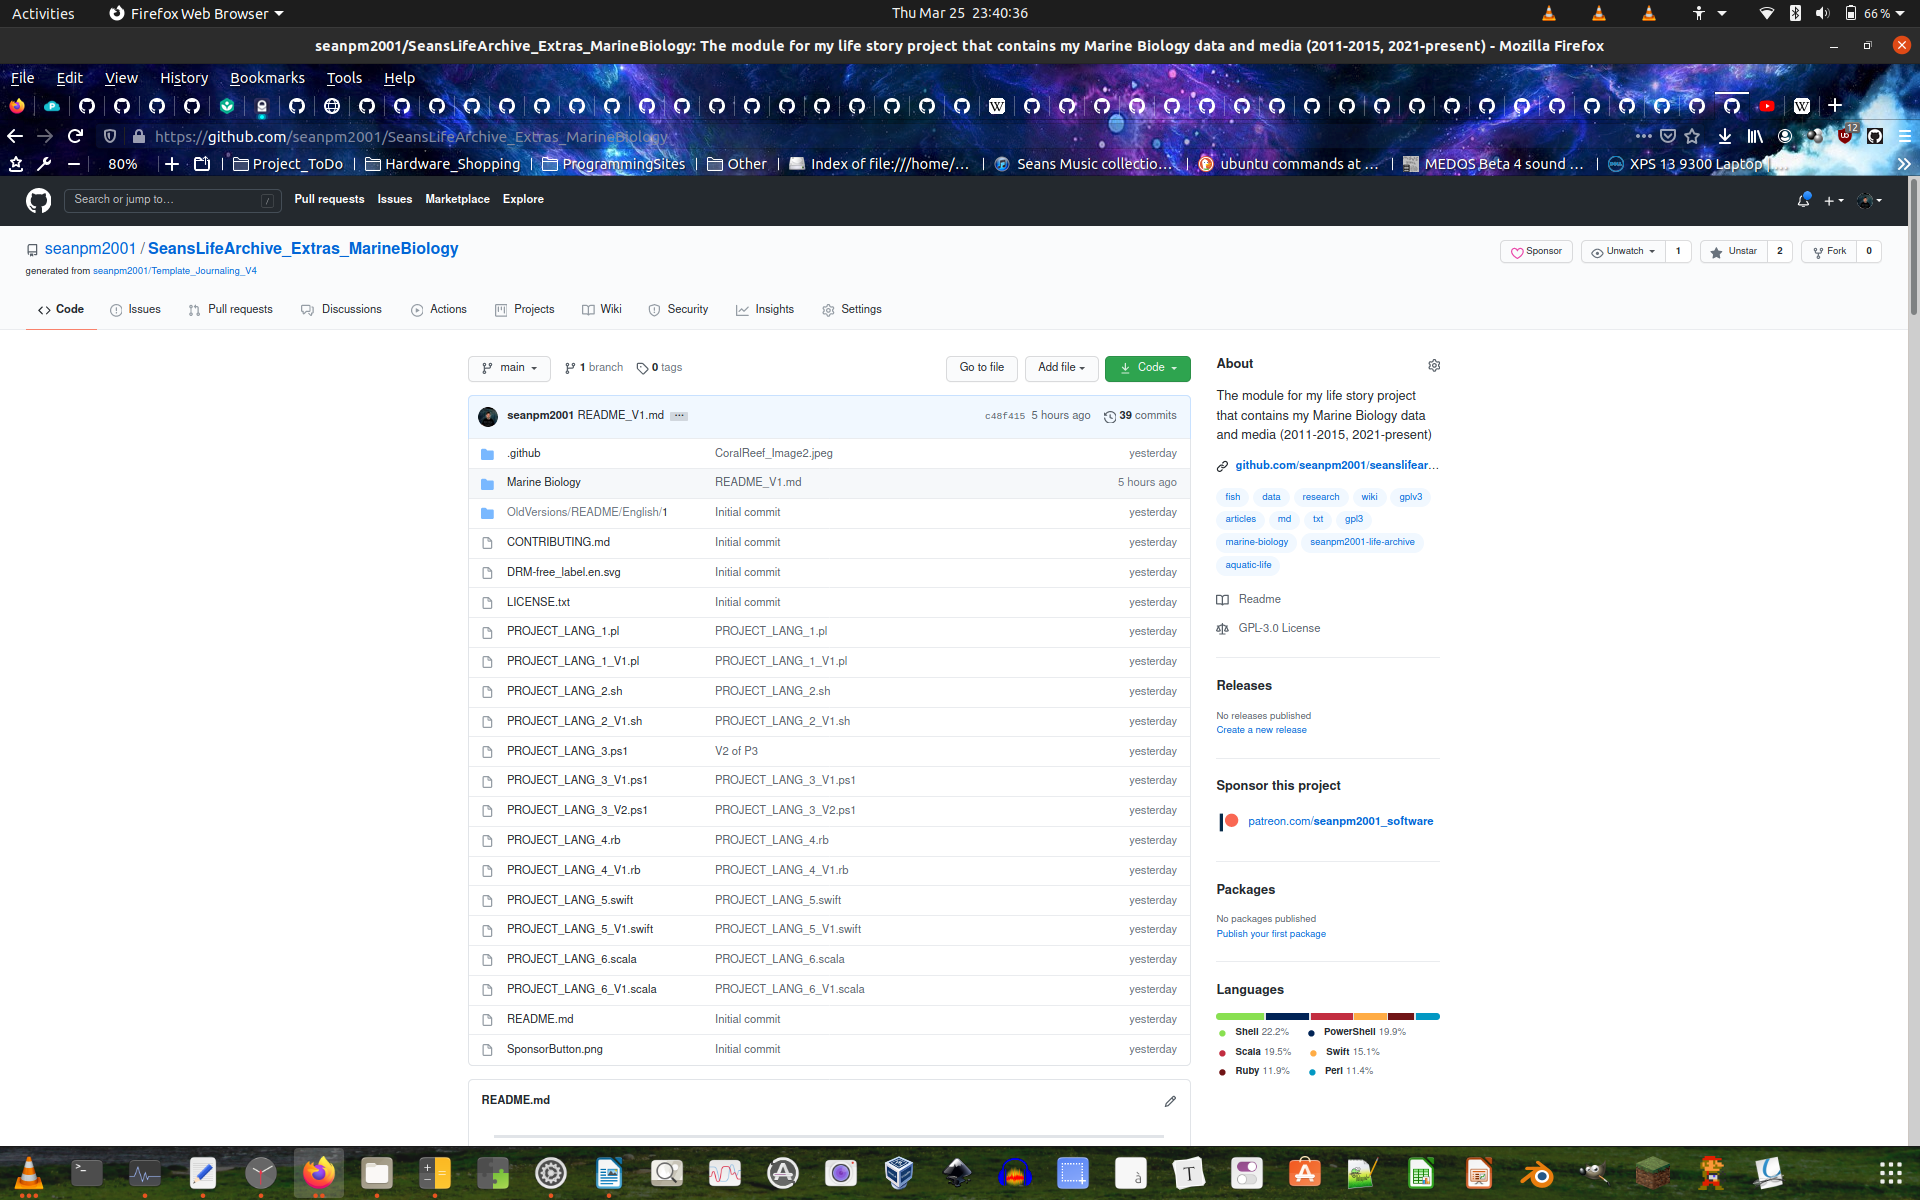 Activities Firefox Web Browser Thu Mar 25 23:40:36 66 %
seanpm2001/SeansLifeArchive_Extras_MarineBiology: The module for my life story project that contains my Marine Biology data and media (2011-2015, 2021-present) - Mozilla Firefox
File Edit View History Bookmarks Tools Help
https://github.com/seanpm2001/SeansLifeArchive_Extras_MarineBiology 12
80% Project_ToDo Hardware_Shopping ProgrammingSites Other Index of file:///home/… Seans Music collectio… ubuntu commands at … MEDOS Beta 4 sound … XPS 13 9300 Laptop
Search or jump to… / Pull requests Issues Marketplace Explore
seanpm2001 / SeansLifeArchive_Extras_MarineBiology Sponsor Unwatch 1 Unstar 2 Fork 0
generated from seanpm2001/Template_Journaling_V4
Code Issues Pull requests Discussions Actions Projects Wiki Security Insights Settings
main 1 branch 0 tags Go to file Add file Code
seanpm2001 README_V1.md ··· c48f415 5 hours ago 39 commits
.github CoralReef_Image2.jpeg yesterday
Marine Biology README_V1.md 5 hours ago
OldVersions/README/English/1 Initial commit yesterday
CONTRIBUTING.md Initial commit yesterday
DRM-free_label.en.svg Initial commit yesterday
LICENSE.txt Initial commit yesterday
PROJECT_LANG_1.pl PROJECT_LANG_1.pl yesterday
PROJECT_LANG_1_V1.pl PROJECT_LANG_1_V1.pl yesterday
PROJECT_LANG_2.sh PROJECT_LANG_2.sh yesterday
PROJECT_LANG_2_V1.sh PROJECT_LANG_2_V1.sh yesterday
PROJECT_LANG_3.ps1 V2 of P3 yesterday
PROJECT_LANG_3_V1.ps1 PROJECT_LANG_3_V1.ps1 yesterday
PROJECT_LANG_3_V2.ps1 PROJECT_LANG_3_V2.ps1 yesterday
PROJECT_LANG_4.rb PROJECT_LANG_4.rb yesterday
PROJECT_LANG_4_V1.rb PROJECT_LANG_4_V1.rb yesterday
PROJECT_LANG_5.swift PROJECT_LANG_5.swift yesterday
PROJECT_LANG_5_V1.swift PROJECT_LANG_5_V1.swift yesterday
PROJECT_LANG_6.scala PROJECT_LANG_6.scala yesterday
PROJECT_LANG_6_V1.scala PROJECT_LANG_6_V1.scala yesterday
README.md Initial commit yesterday
SponsorButton.png Initial commit yesterday
README.md
About
The module for my life story project
that contains my Marine Biology data
and media (2011-2015, 2021-present)
github.com/seanpm2001/seanslifear…
fish data research wiki gplv3
articles md txt gpl3
marine-biology seanpm2001-life-archive
aquatic-life
Readme
GPL-3.0 License
Releases
No releases published
Create a new release
Sponsor this project
patreon.com/seanpm2001_software
Packages
No packages published
Publish your first package
Languages
Shell 22.2% PowerShell 19.9%
Scala 19.5% Swift 15.1%
Ruby 11.9% Perl 11.4%